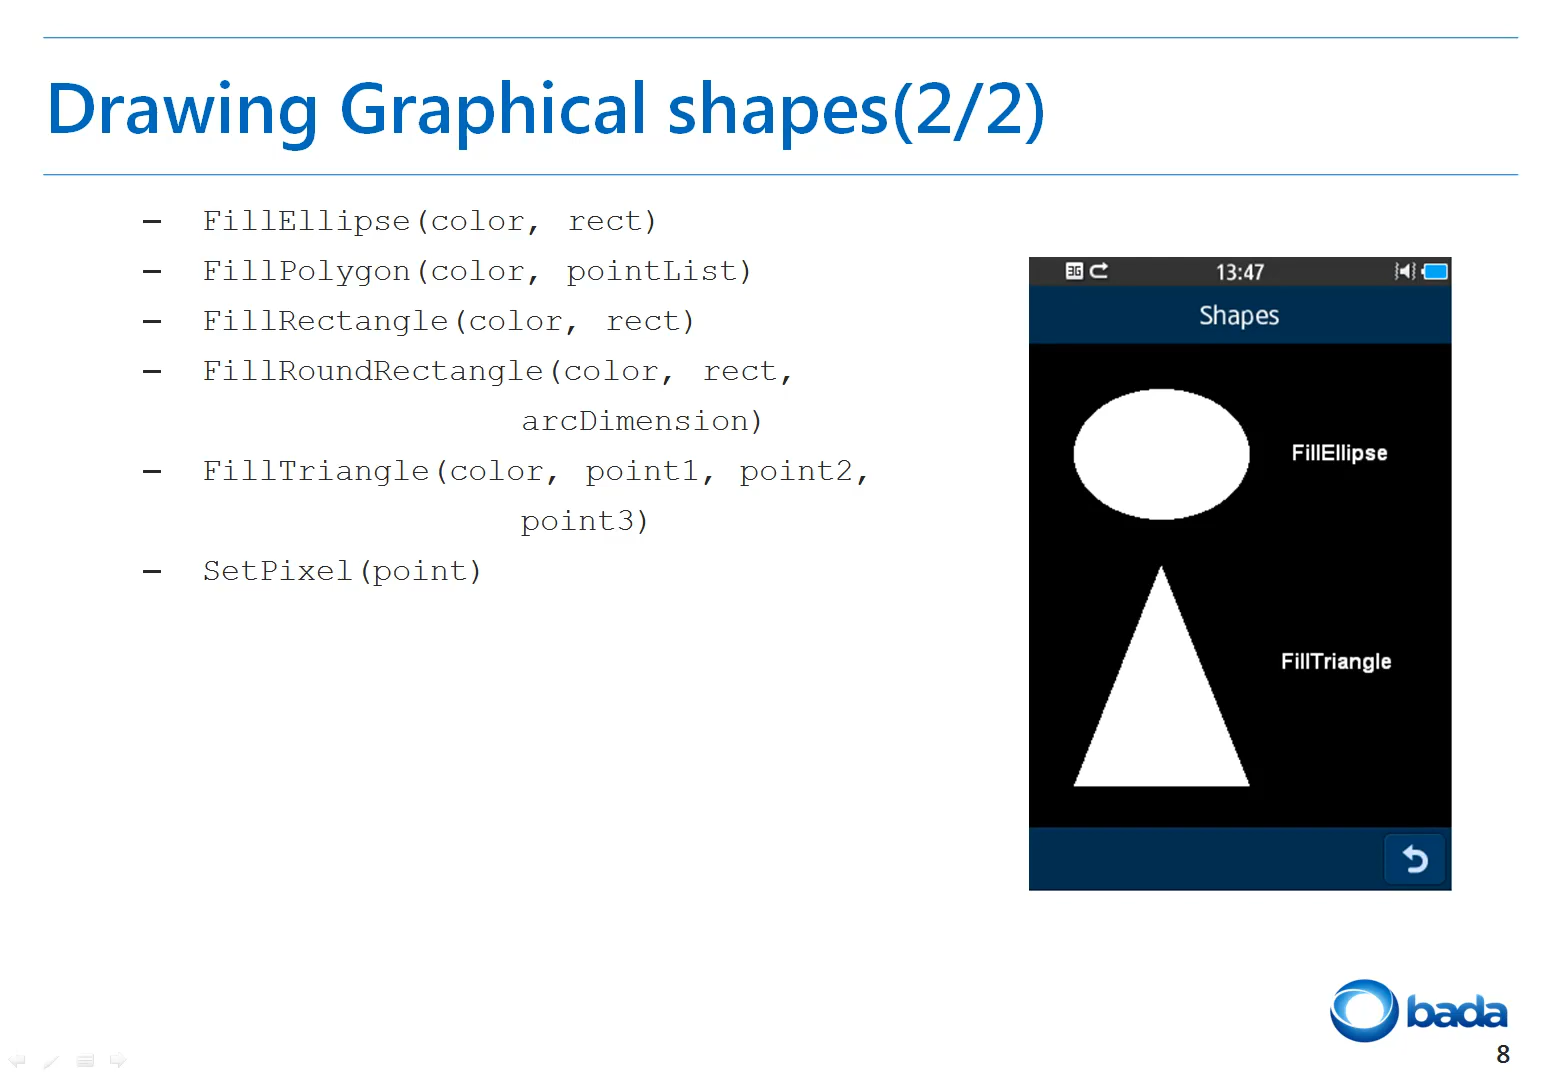 Drawing Graphical shapes(2/2)
– FillEllipse(color, rect)
– FillPolygon(color, pointList)
– FillRectangle(color, rect)
– FillRoundRectangle(color, rect,
arcDimension)
– FillTriangle(color, point1, point2,
point3)
– SetPixel(point)
3G 13:47
Shapes
FillEllipse
FillTriangle
bada
8